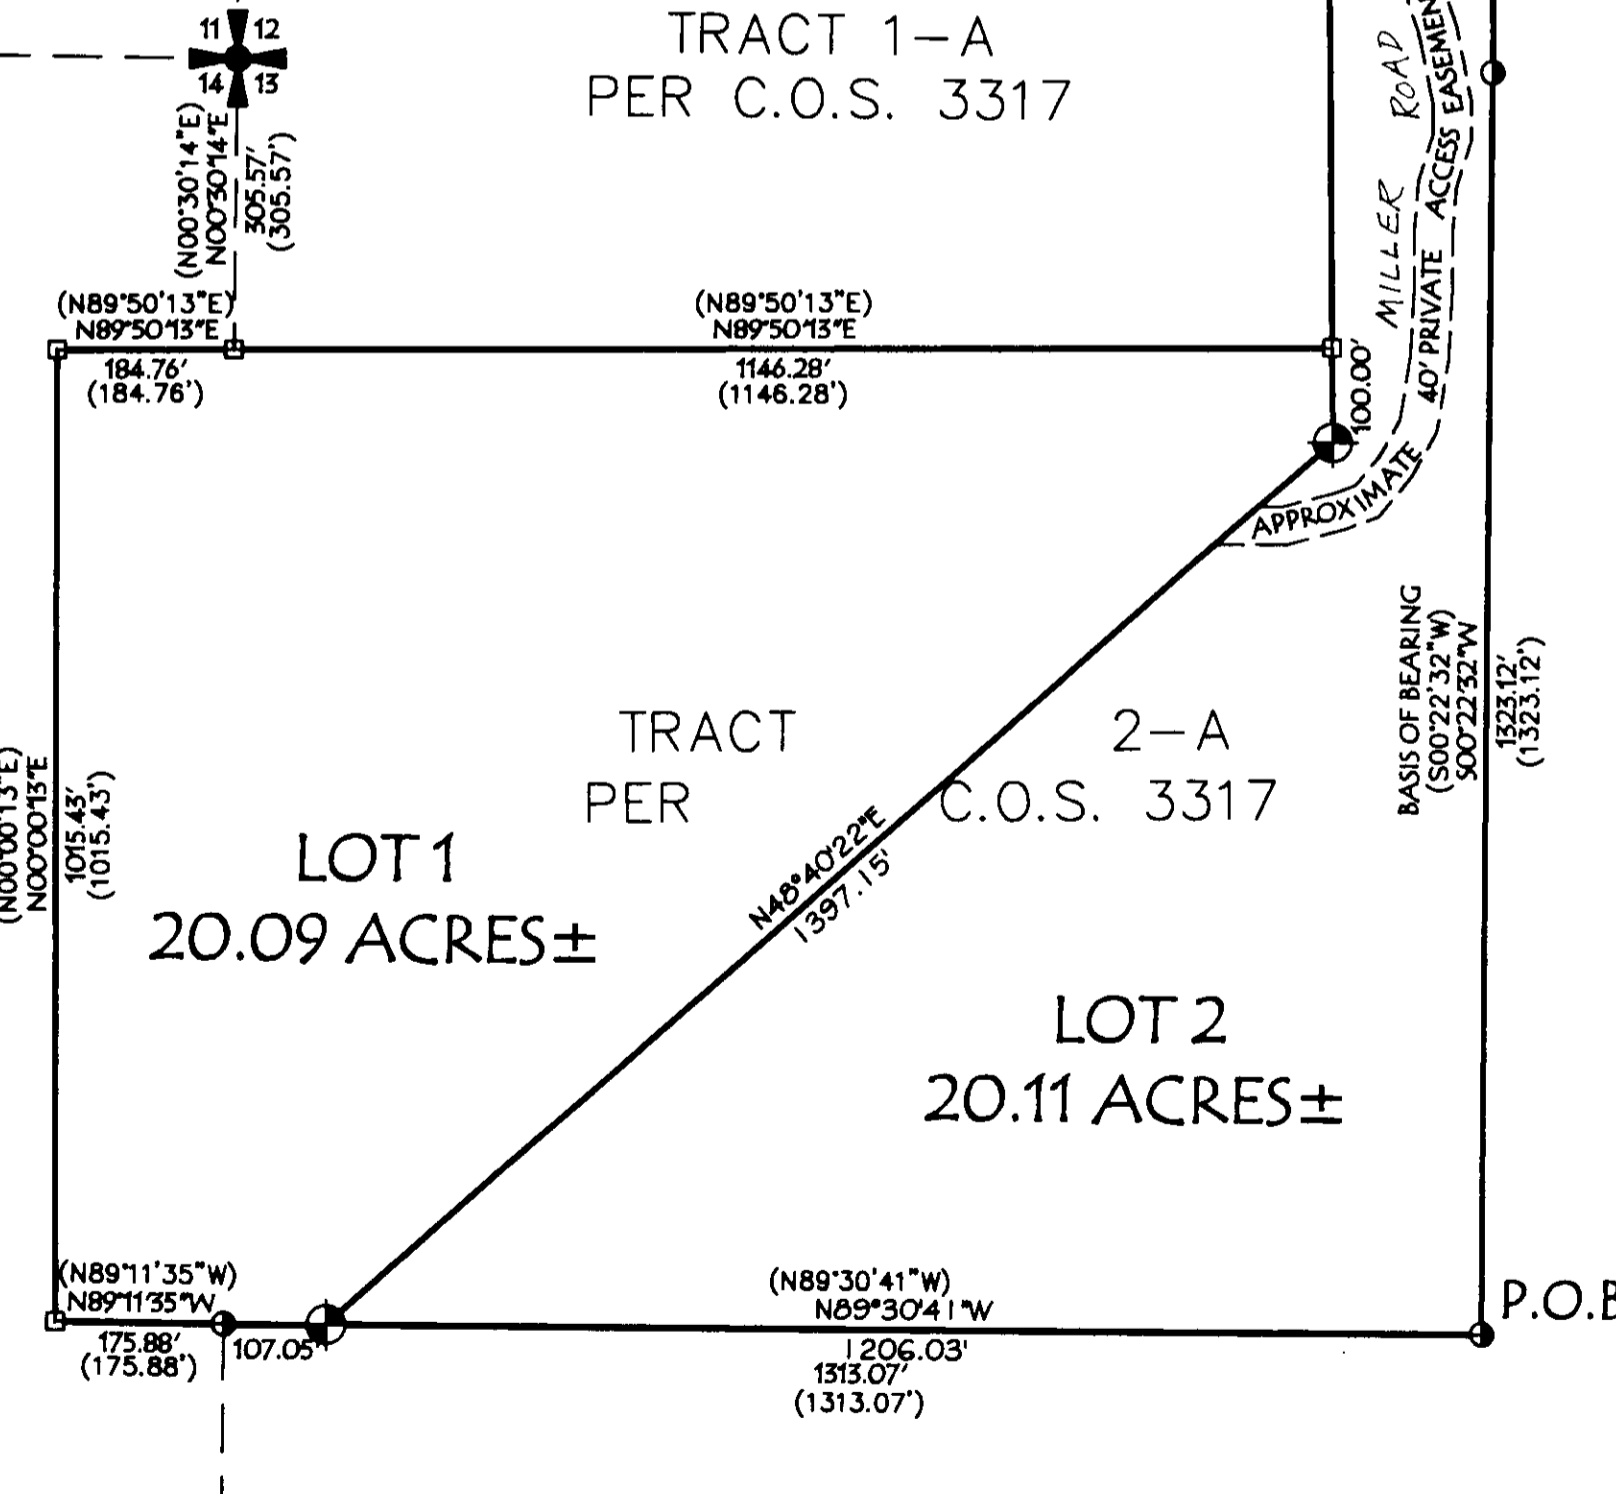 11 12
14 13
TRACT 1-A
PER C.O.S. 3317
(N00°30'14"E)
N00°30'14"E
305.57'
(305.57')
MILLER ROAD
APPROXIMATE 40' PRIVATE ACCESS EASEMEN
(N89°50'13"E)
N89°50'13"E
184.76'
(184.76')
(N89°50'13"E)
N89°50'13"E
1146.28'
(1146.28')
100.00'
BASIS OF BEARING
(S00°22'32"W)
S00°22'32"W
1323.12'
(1323.12')
TRACT 2-A
PER C.O.S. 3317
(N00°00'13"E)
N00°00'13"E
1015.43'
(1015.43')
LOT 1
20.09 ACRES±
N48°40'22"E
1397.15'
LOT 2
20.11 ACRES±
(N89°11'35"W)
N89°11'35"W
175.88'
(175.88')
107.05'
(N89°30'41"W)
N89°30'41"W
1206.03'
1313.07'
(1313.07')
P.O.B